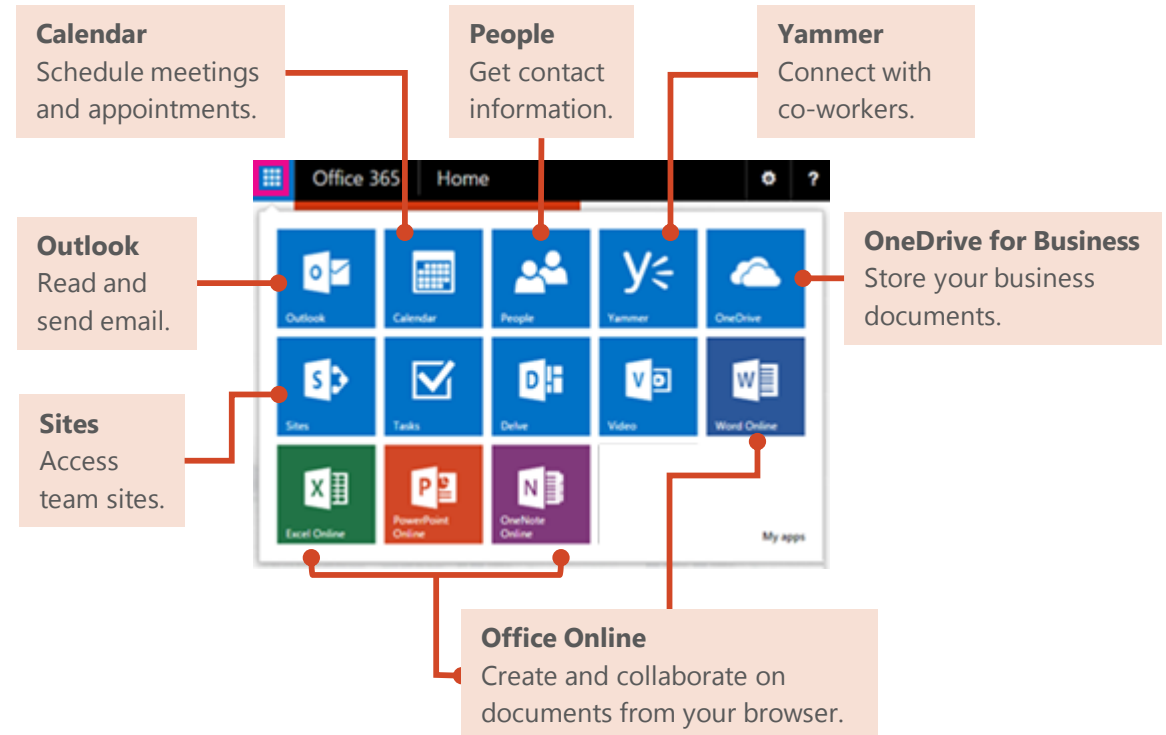 Calendar
Schedule meetings
and appointments.
People
Get contact
information.
Yammer
Connect with
co-workers.
Office 365 Home ?
Outlook
Read and
send email.
OneDrive for Business
Store your business
documents.
Outlook Calendar People Yammer OneDrive
Sites
Access
team sites.
Sites Tasks Delve Video Word Online
Excel Online
PowerPoint
Online
OneNote
Online
My apps
Office Online
Create and collaborate on
documents from your browser.